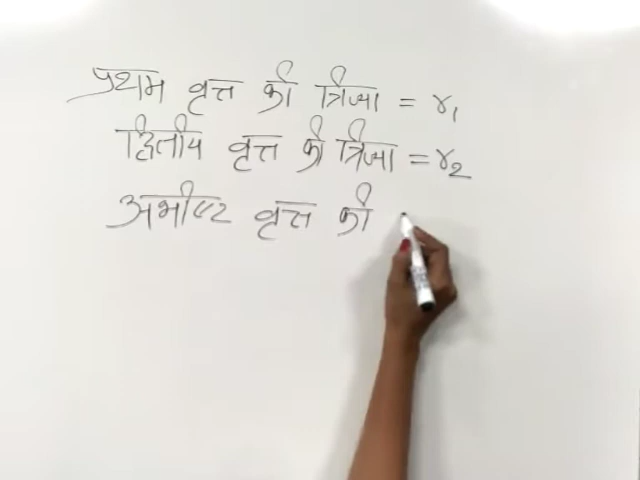 प्रथम वृत्त की त्रिज्या = r₁
द्वितीय वृत्त की त्रिज्या = r₂
अभीष्ट वृत्त की